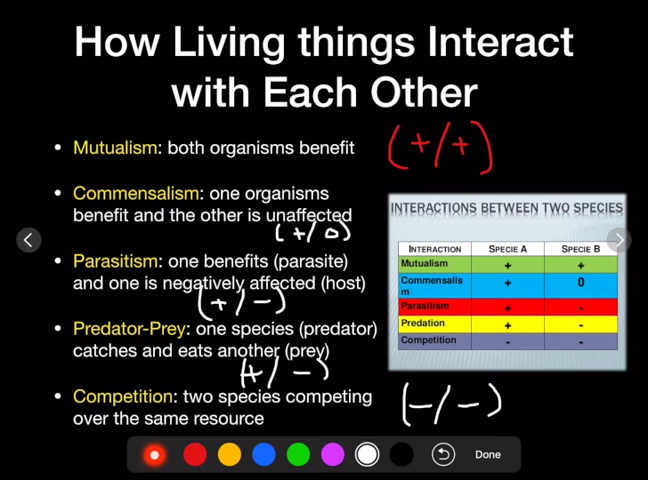 How Living things Interact
with Each Other
• Mutualism: both organisms benefit
(+/+)
• Commensalism: one organisms
benefit and the other is unaffected
(+/0)
• Parasitism: one benefits (parasite)
and one is negatively affected (host)
(+/-)
• Predator-Prey: one species (predator)
catches and eats another (prey)
(+/-)
• Competition: two species competing
over the same resource
(-/-)
INTERACTIONS BETWEEN TWO SPECIES
INTERACTION SPECIE A SPECIE B
Mutualism + +
Commensalis
m + 0
Parasitism + -
Predation + -
Competition - -
Done